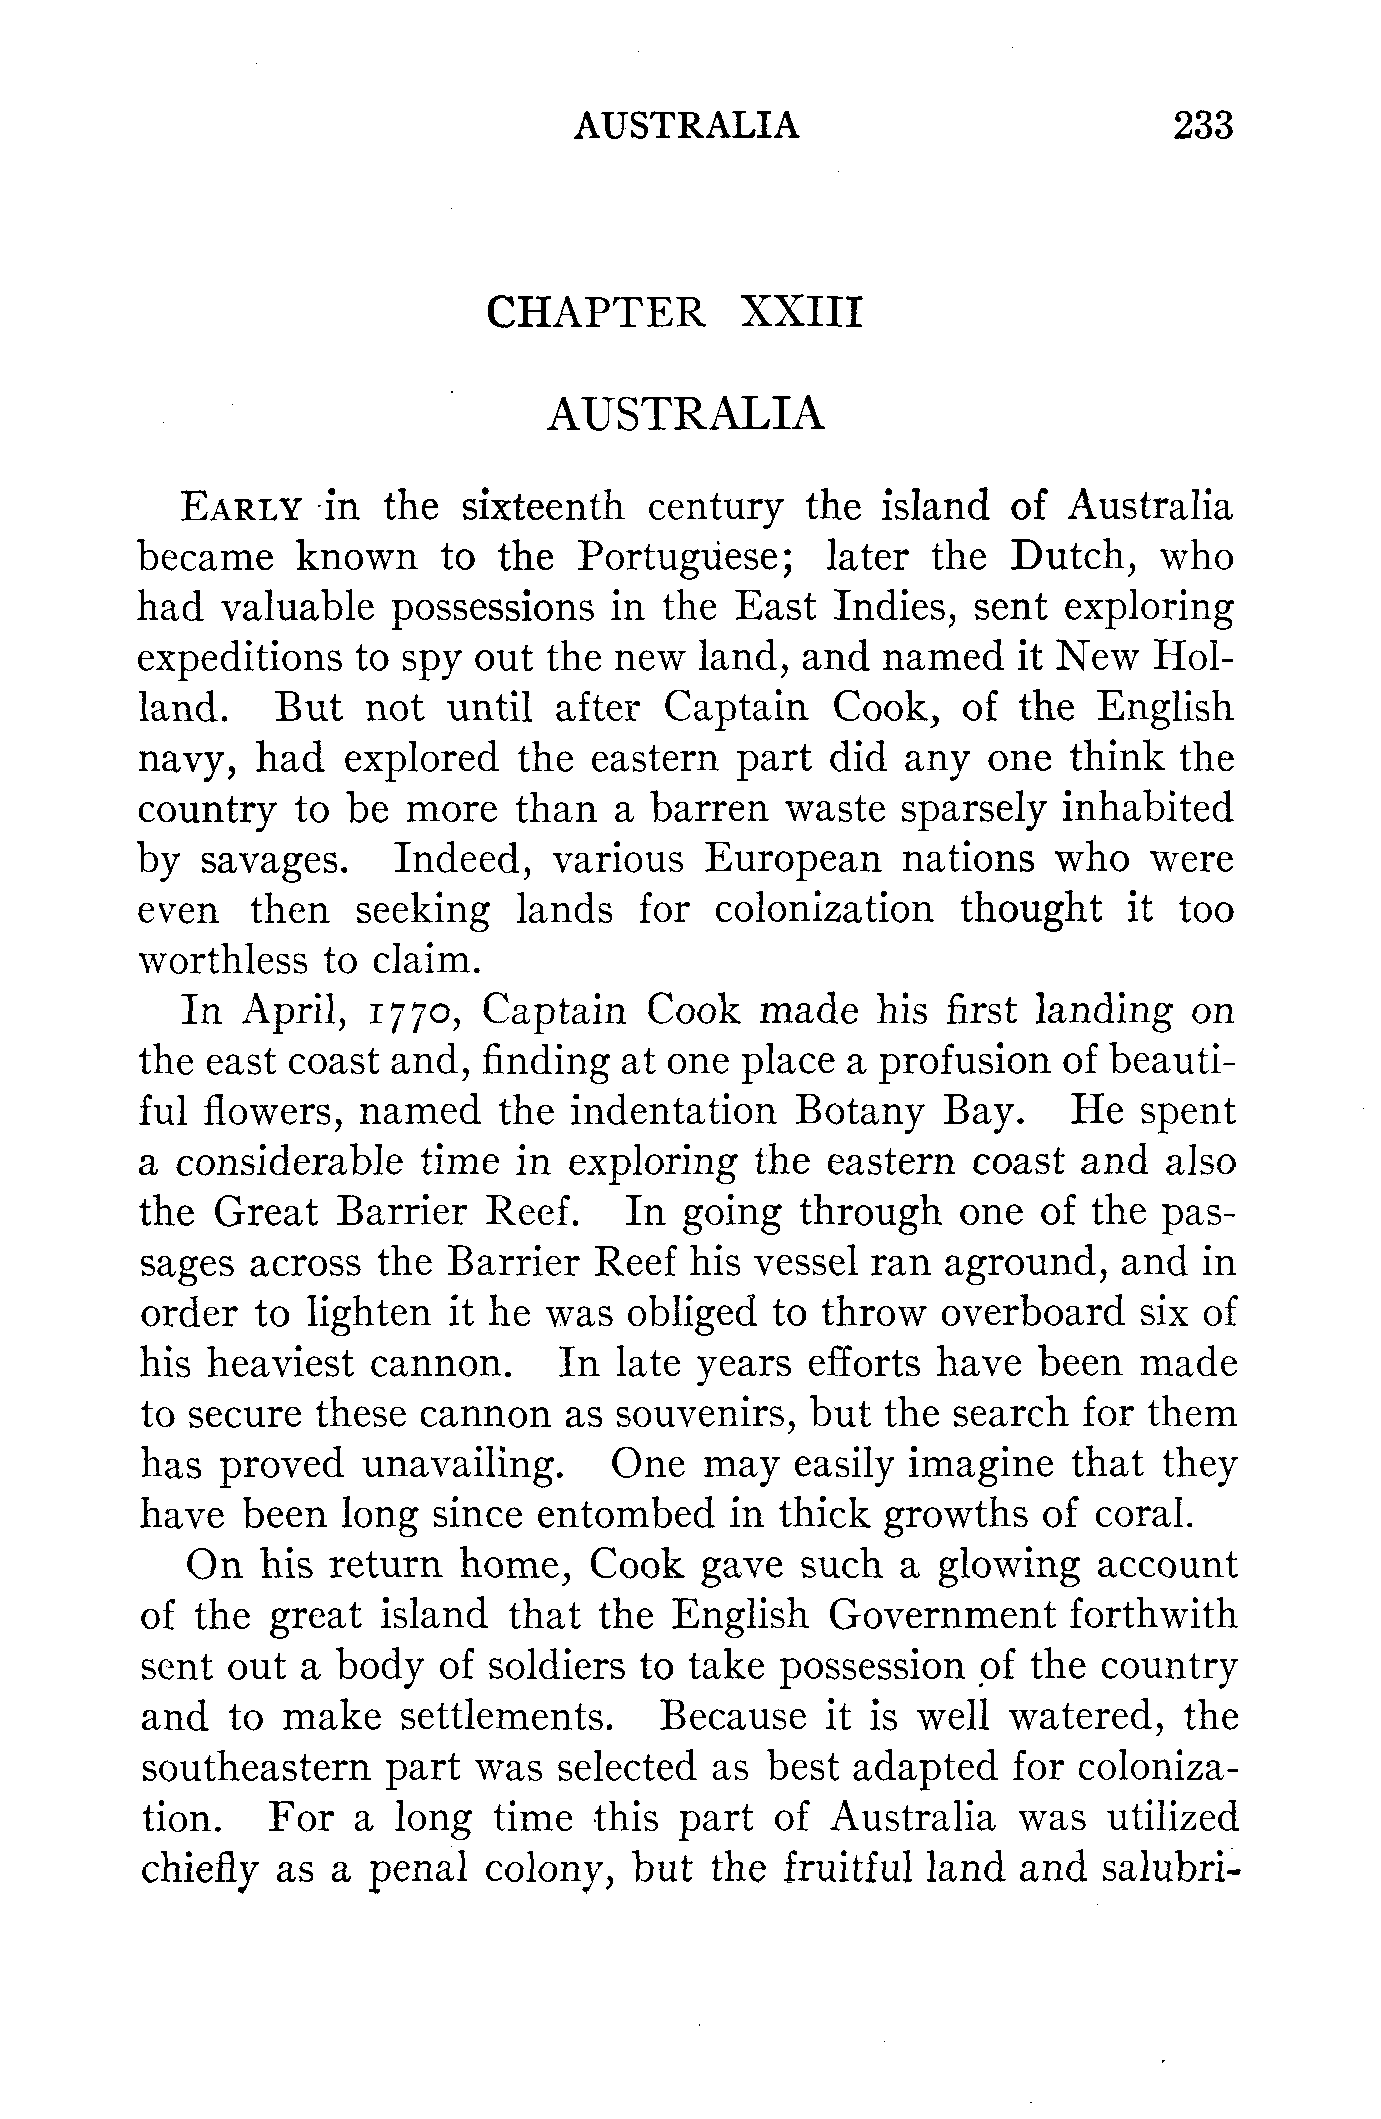 AUSTRALIA 233
CHAPTER XXIII
AUSTRALIA
EARLY in the sixteenth century the island of Australia
became known to the Portuguese; later the Dutch, who
had valuable possessions in the East Indies, sent exploring
expeditions to spy out the new land, and named it New Hol-
land. But not until after Captain Cook, of the English
navy, had explored the eastern part did any one think the
country to be more than a barren waste sparsely inhabited
by savages. Indeed, various European nations who were
even then seeking lands for colonization thought it too
worthless to claim.
In April, 1770, Captain Cook made his first landing on
the east coast and, finding at one place a profusion of beauti-
ful flowers, named the indentation Botany Bay. He spent
a considerable time in exploring the eastern coast and also
the Great Barrier Reef. In going through one of the pas-
sages across the Barrier Reef his vessel ran aground, and in
order to lighten it he was obliged to throw overboard six of
his heaviest cannon. In late years efforts have been made
to secure these cannon as souvenirs, but the search for them
has proved unavailing. One may easily imagine that they
have been long since entombed in thick growths of coral.
On his return home, Cook gave such a glowing account
of the great island that the English Government forthwith
sent out a body of soldiers to take possession of the country
and to make settlements. Because it is well watered, the
southeastern part was selected as best adapted for coloniza-
tion. For a long time this part of Australia was utilized
chiefly as a penal colony, but the fruitful land and salubri-